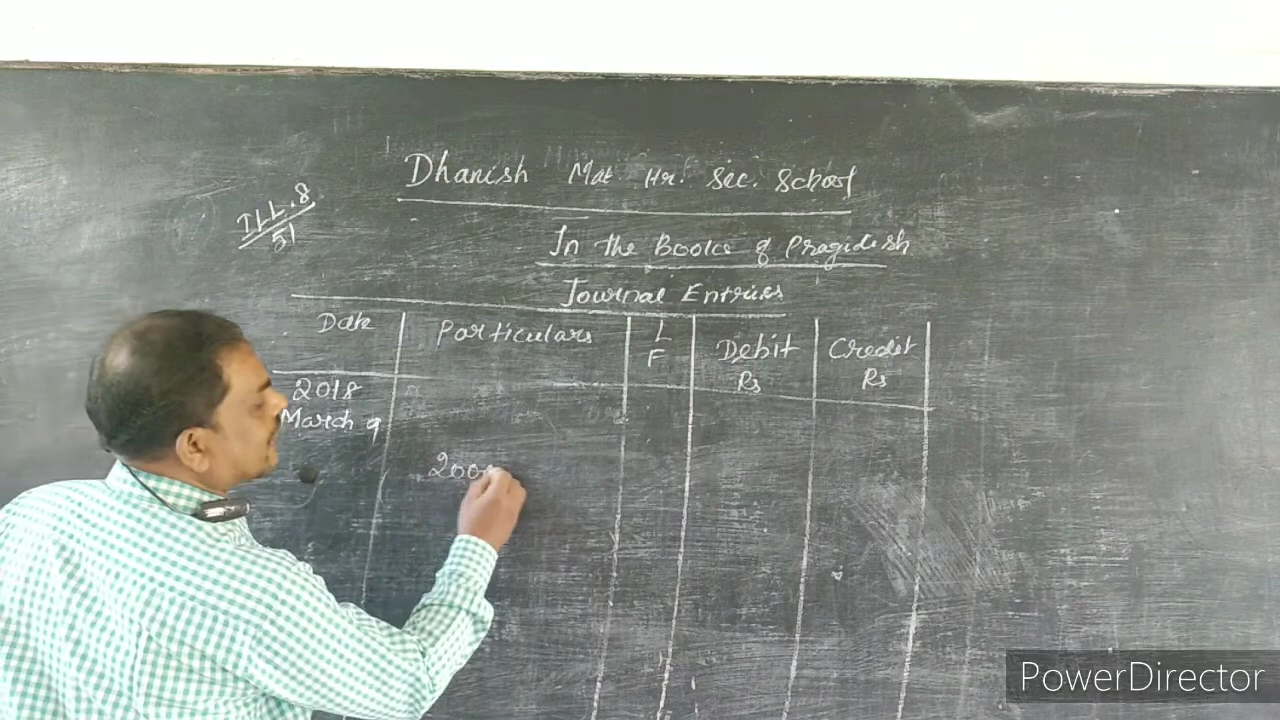 Dhanish Mat Hr. Sec. School
ILL.8
51
In the Books of Pragidesh
Journal Entries
Date Particulars L F Debit Rs Credit Rs
2018
March 9
200
PowerDirector